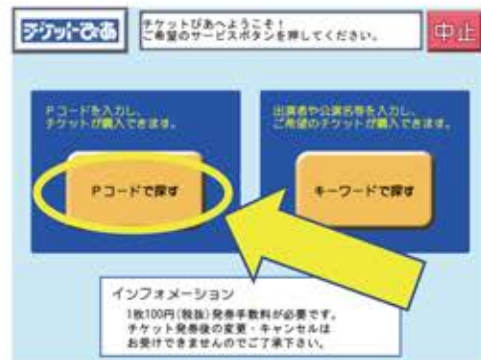 チケットぴあ
チケットぴあへようこそ！
ご希望のサービスボタンを押してください。
中止
Pコードを入力し、
チケットが購入できます。
Pコードで探す
出演者や公演名等を入力し、
ご希望のチケットが購入できます。
キーワードで探す
インフォメーション
1枚100円(税抜)発券手数料が必要です。
チケット発券後の変更・キャンセルは
お受けできませんのでご了承下さい。